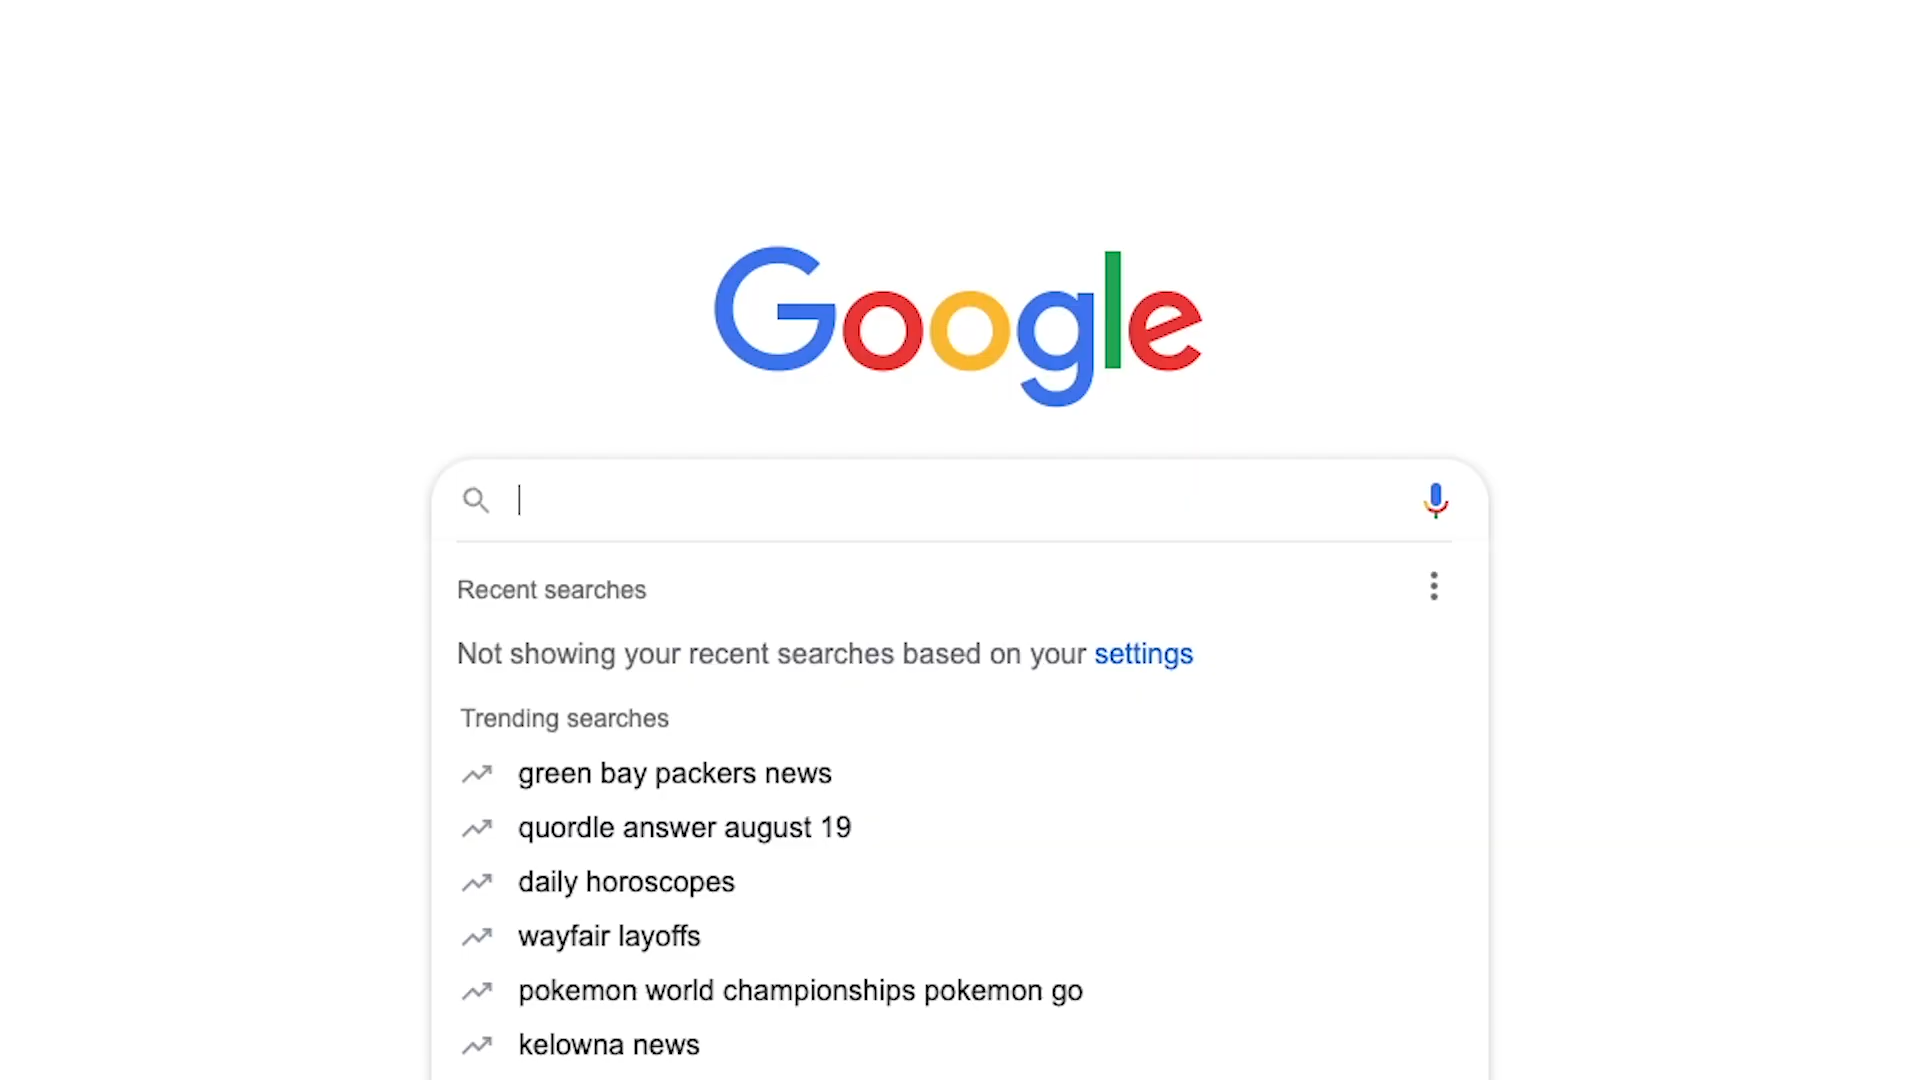 Google
Recent searches
Not showing your recent searches based on your settings
Trending searches
green bay packers news
quordle answer august 19
daily horoscopes
wayfair layoffs
pokemon world championships pokemon go
kelowna news